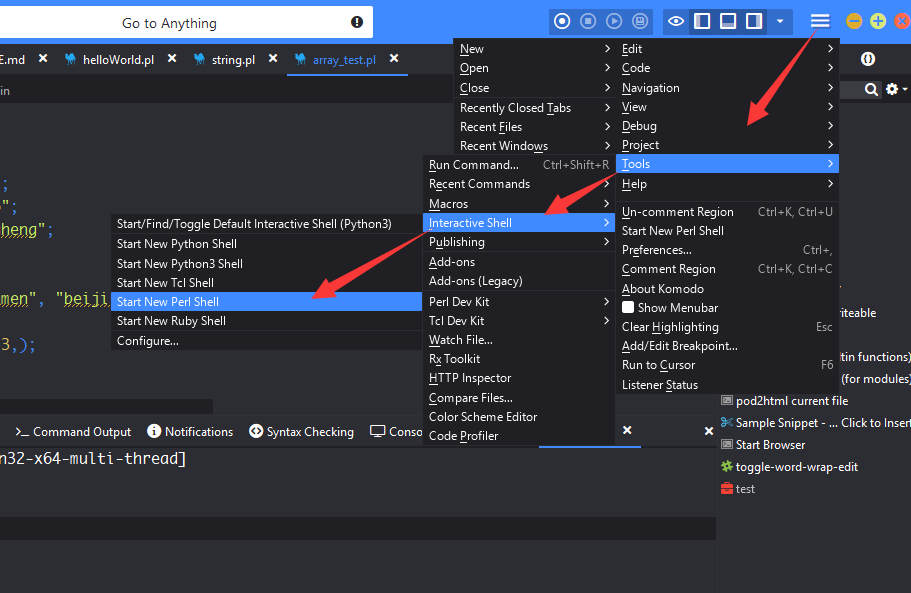 Go to Anything
E.md
helloWorld.pl
string.pl
array_test.pl
in
;
";
gheng";
men", "beiji
3,);
New
Open
Close
Recently Closed Tabs
Recent Files
Recent Windows
Edit
Code
Navigation
View
Debug
Project
Tools
Help
Un-comment Region Ctrl+K, Ctrl+U
Start New Perl Shell
Preferences... Ctrl+,
Comment Region Ctrl+K, Ctrl+C
About Komodo
Show Menubar
Clear Highlighting Esc
Add/Edit Breakpoint...
Run to Cursor F6
Listener Status
Run Command... Ctrl+Shift+R
Recent Commands
Macros
Interactive Shell
Publishing
Add-ons
Add-ons (Legacy)
Perl Dev Kit
Tcl Dev Kit
Watch File...
Rx Toolkit
HTTP Inspector
Compare Files...
Color Scheme Editor
Code Profiler
Start/Find/Toggle Default Interactive Shell (Python3)
Start New Python Shell
Start New Python3 Shell
Start New Tcl Shell
Start New Perl Shell
Start New Ruby Shell
Configure...
riteable
ltin functions)
(for modules)
pod2html current file
Sample Snippet - ... Click to Insert
Start Browser
toggle-word-wrap-edit
test
Command Output
Notifications
Syntax Checking
Conso
n32-x64-multi-thread]